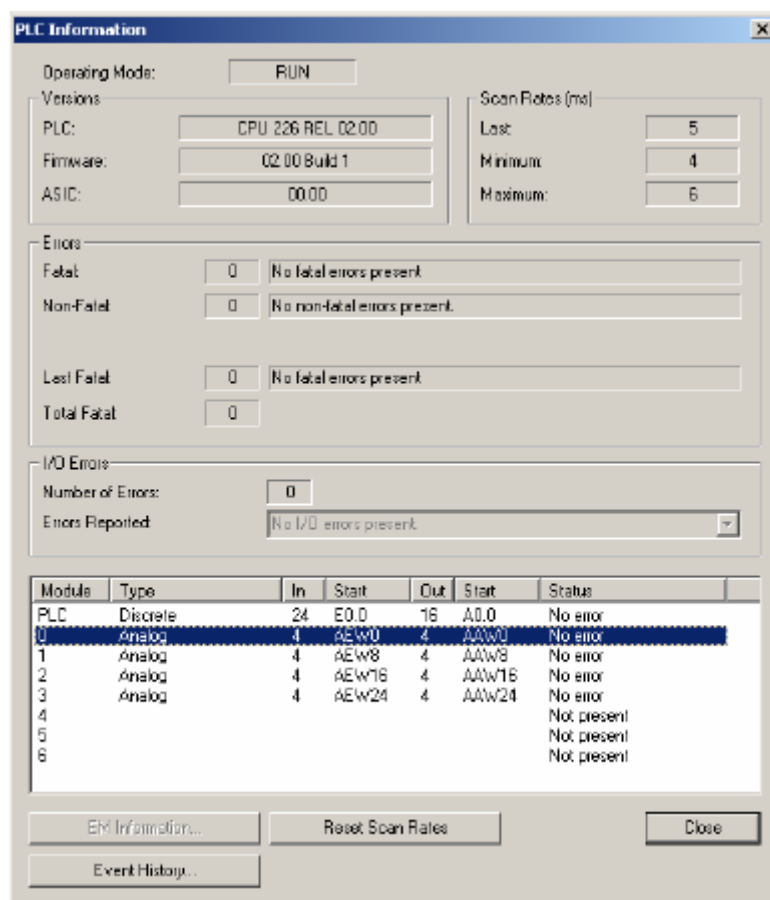 PLC Information
Operating Mode: RUN
Versions
PLC: CPU 226 REL 02.00
Firmware: 02.00 Build 1
ASIC: 00.00
Scan Rates (ms)
Last: 5
Minimum: 4
Maximum: 6
Errors
Fatal: 0 No fatal errors present
Non-Fatal: 0 No non-fatal errors present.
Last Fatal: 0 No fatal errors present
Total Fatal: 0
I/O Errors
Number of Errors: 0
Errors Reported: No I/O errors present.
Module Type In Start Out Start Status
PLC Discrete 24 E0.0 16 A0.0 No error
0 Analog 4 AEW0 4 AAW0 No error
1 Analog 4 AEW8 4 AAW8 No error
2 Analog 4 AEW16 4 AAW16 No error
3 Analog 4 AEW24 4 AAW24 No error
4 Not present
5 Not present
6 Not present
EM Information...
Reset Scan Rates
Close
Event History...